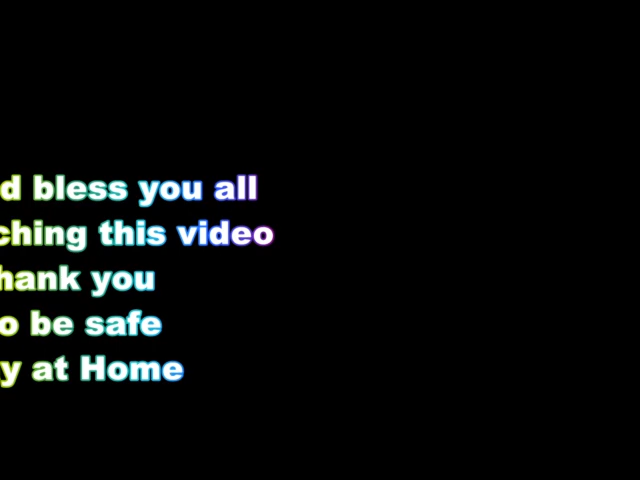 d bless you all
ching this video
hank you
o be safe
y at Home